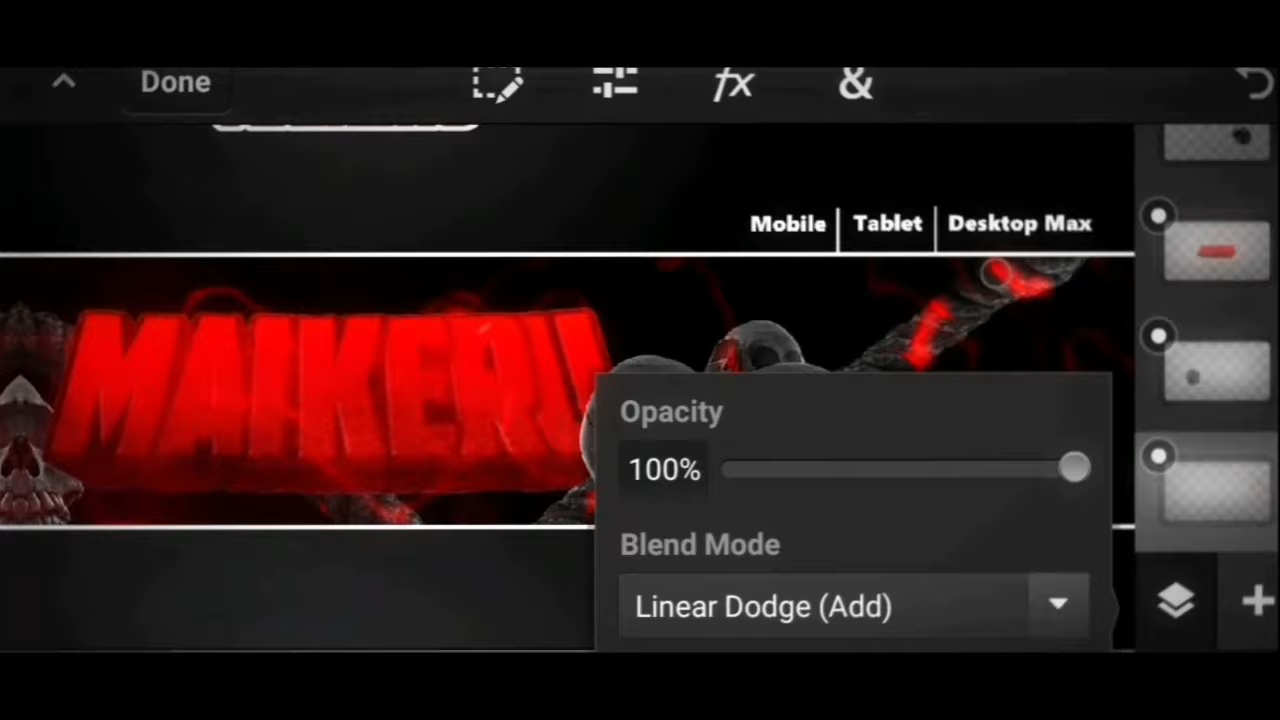 Done
fx
&
Mobile
Tablet
Desktop Max
MAIKERU
Opacity
100%
Blend Mode
Linear Dodge (Add)